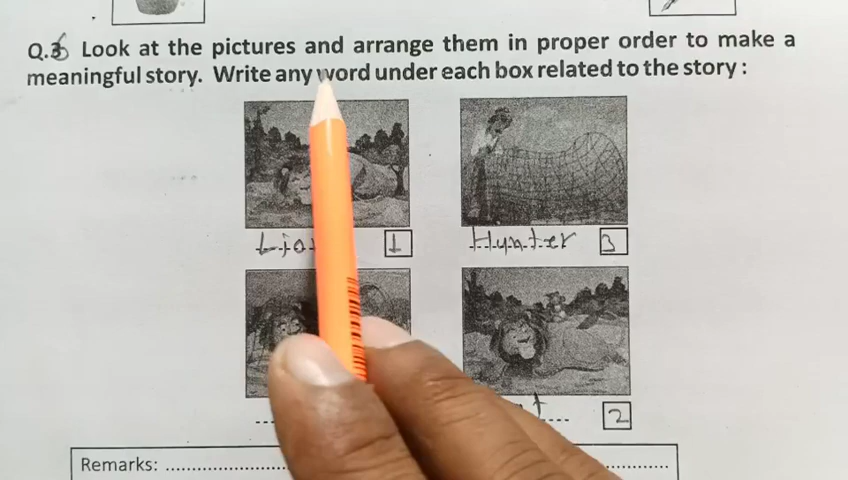 Q.3 Look at the pictures and arrange them in proper order to make a
meaningful story. Write any word under each box related to the story :
1 Hunter 3
2
Remarks: